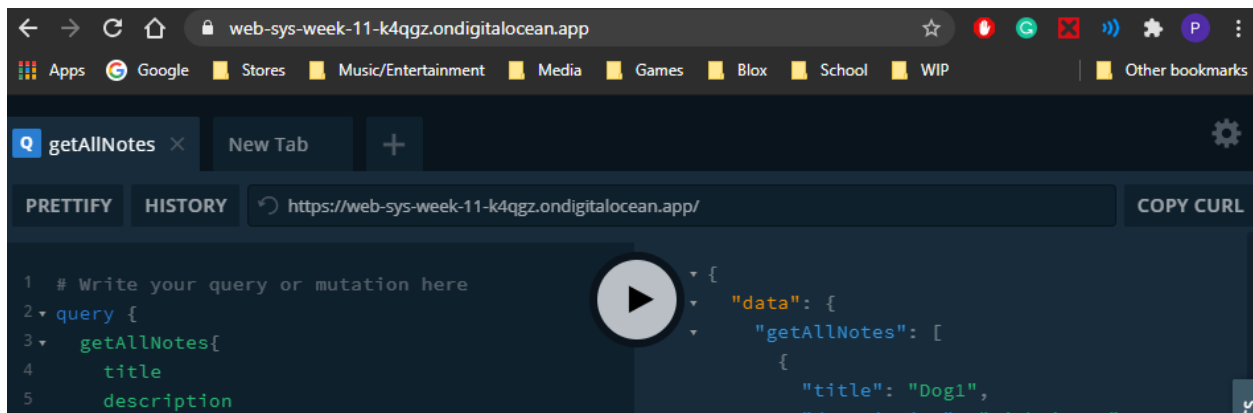 web-sys-week-11-k4qgz.ondigitalocean.app
P
Apps Google Stores Music/Entertainment Media Games Blox School WIP Other bookmarks
Q getAllNotes New Tab
PRETTIFY HISTORY https://web-sys-week-11-k4qgz.ondigitalocean.app/ COPY CURL
1 # Write your query or mutation here
2 query {
3 getAllNotes{
4 title
5 description
{
"data": {
"getAllNotes": [
{
"title": "Dog1",